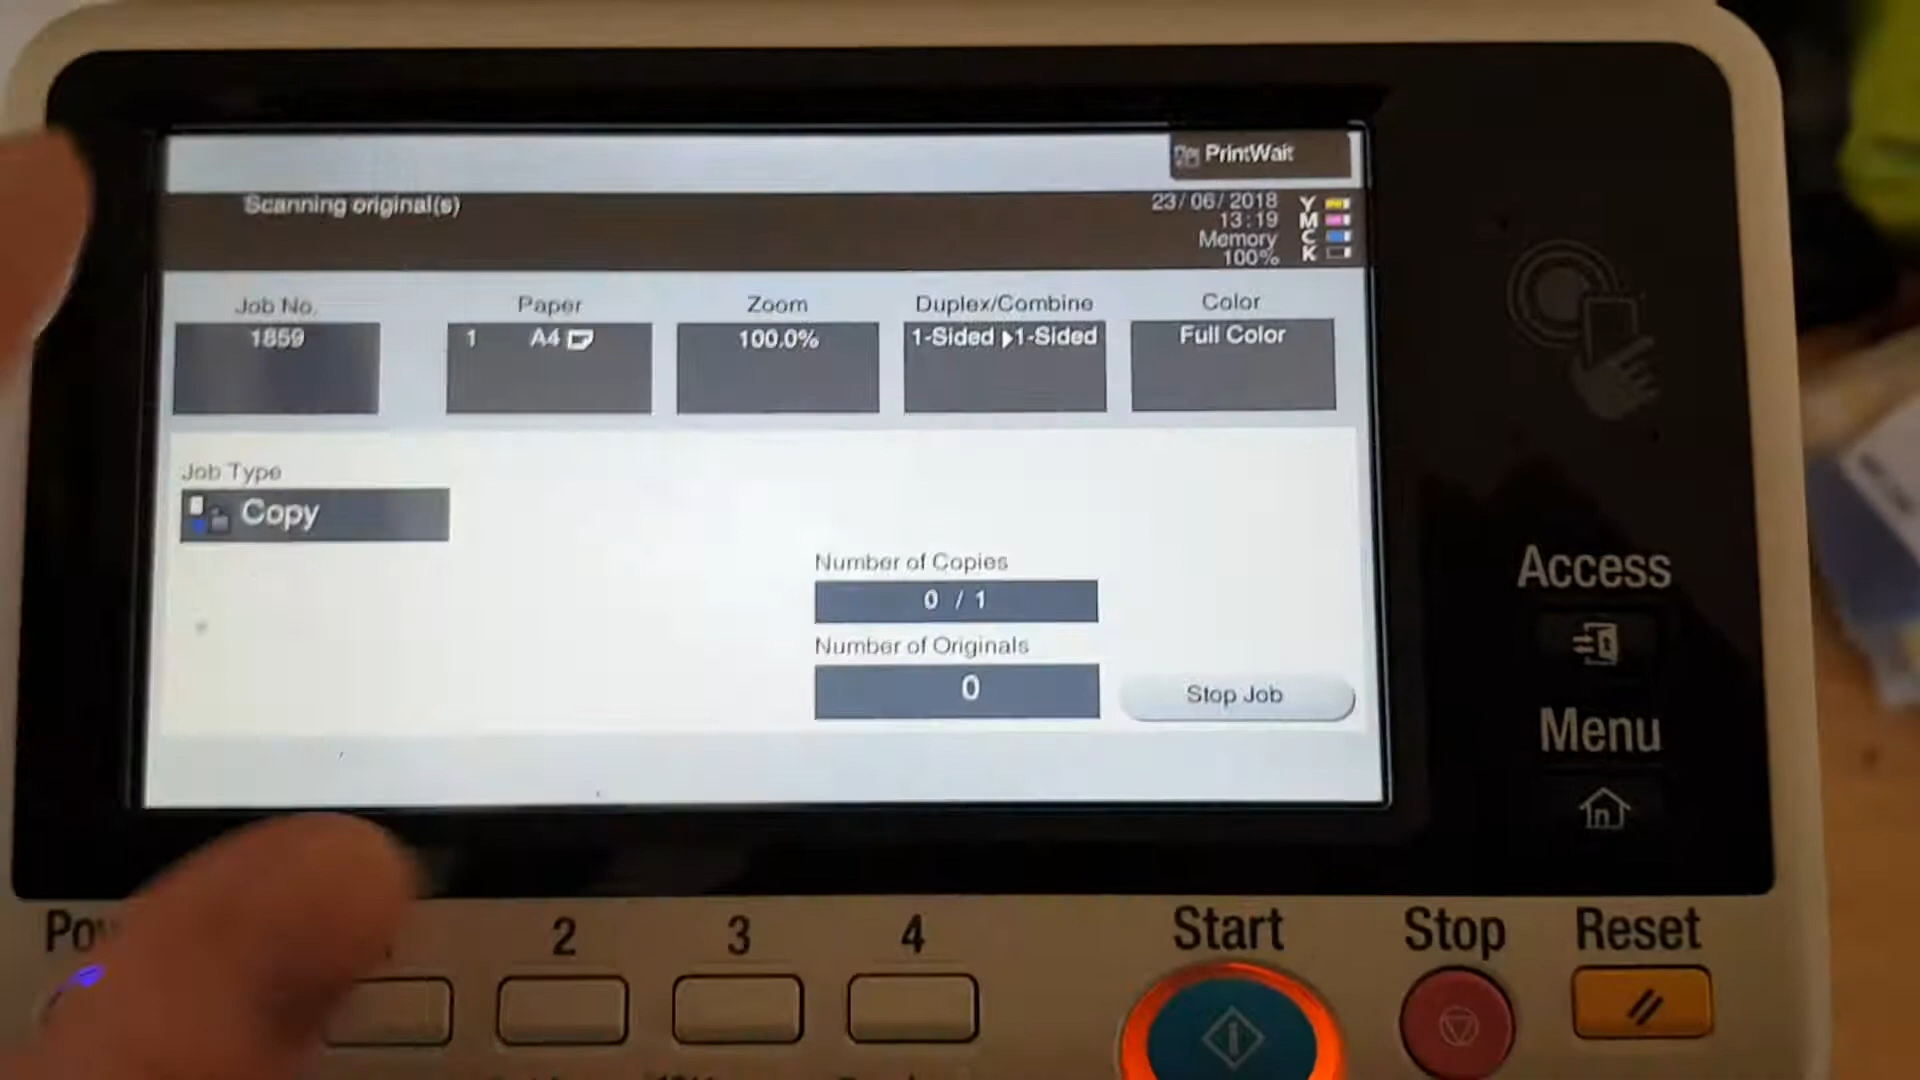 PrintWait
Scanning original(s)
23/06/2018
13:19
Memory
100%
Y
M
C
K
Job No.
1859
Paper
1 A4
Zoom
100.0%
Duplex/Combine
1-Sided ▶1-Sided
Color
Full Color
Job Type
Copy
Number of Copies
0 / 1
Number of Originals
0
Stop Job
Access
Menu
2 3 4 Start Stop Reset